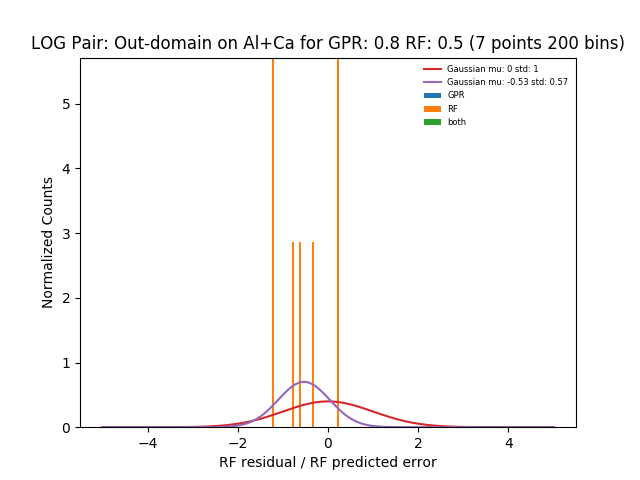 LOG Pair: Out-domain on Al+Ca for GPR: 0.8 RF: 0.5 (7 points 200 bins)
Gaussian mu: 0 std: 1
Gaussian mu: -0.53 std: 0.57
GPR
RF
both
Normalized Counts
5
4
3
2
1
0
−4
−2
0
2
4
RF residual / RF predicted error